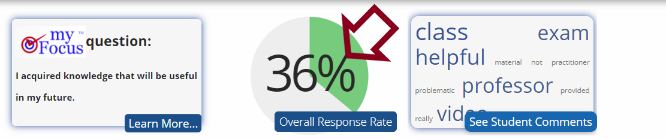 my
Focus
question:
I acquired knowledge that will be useful
in my future.
Learn More...
36%
Overall Response Rate
class exam
helpful material not practitioner
problematic professor provided
really video
See Student Comments